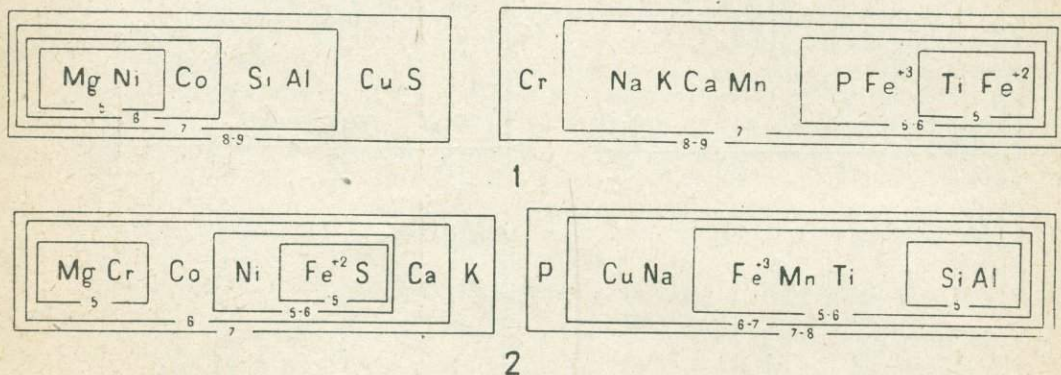 Mg Ni Co Si Al Cu S Cr Na K Ca Mn P Fe+3 Ti Fe+2
5 6 7 8-9 5-6 5 7 8-9
1
Mg Cr Co Ni Fe+2 S Ca K P Cu Na Fe+3 Mn Ti Si Al
5 5 5-6 6 7 5 5-6 6-7 7-8
2